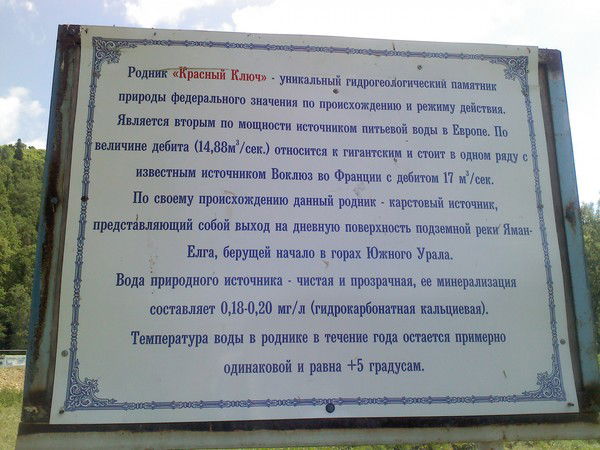 Родник «Красный Ключ» - уникальный гидрогеологический памятник
природы федерального значения по происхождению и режиму действия.
Является вторым по мощности источником питьевой воды в Европе. По
величине дебита (14,88м³/сек.) относится к гигантским и стоит в одном ряду с
известным источником Воклюз во Франции с дебитом 17 м³/сек.
По своему происхождению данный родник - карстовый источник,
представляющий собой выход на дневную поверхность подземной реки Яман-
Елга, берущей начало в горах Южного Урала.
Вода природного источника - чистая и прозрачная, ее минерализация
составляет 0,18-0,20 мг/л (гидрокарбонатная кальциевая).
Температура воды в роднике в течение года остается примерно
одинаковой и равна +5 градусам.